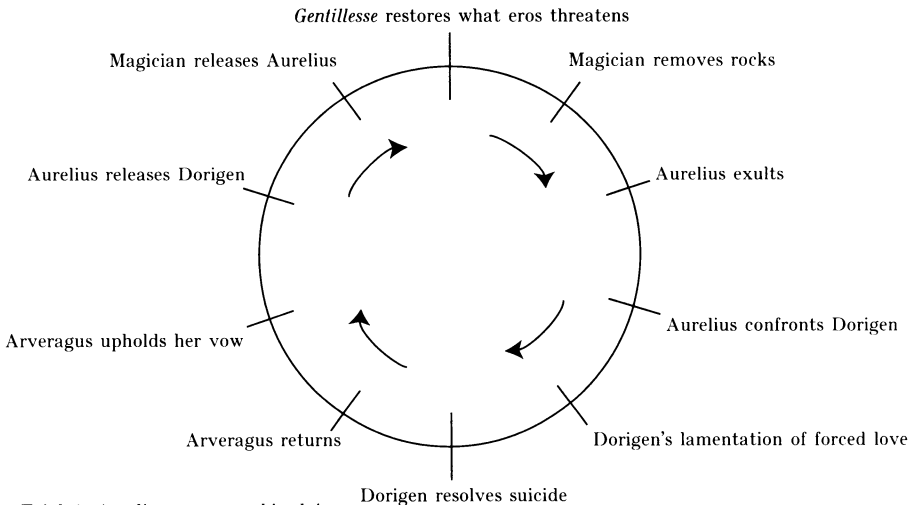 Gentillesse restores what eros threatens
Magician releases Aurelius
Magician removes rocks
Aurelius releases Dorigen
Aurelius exults
Arveragus upholds her vow
Aurelius confronts Dorigen
Arveragus returns
Dorigen's lamentation of forced love
Dorigen resolves suicide